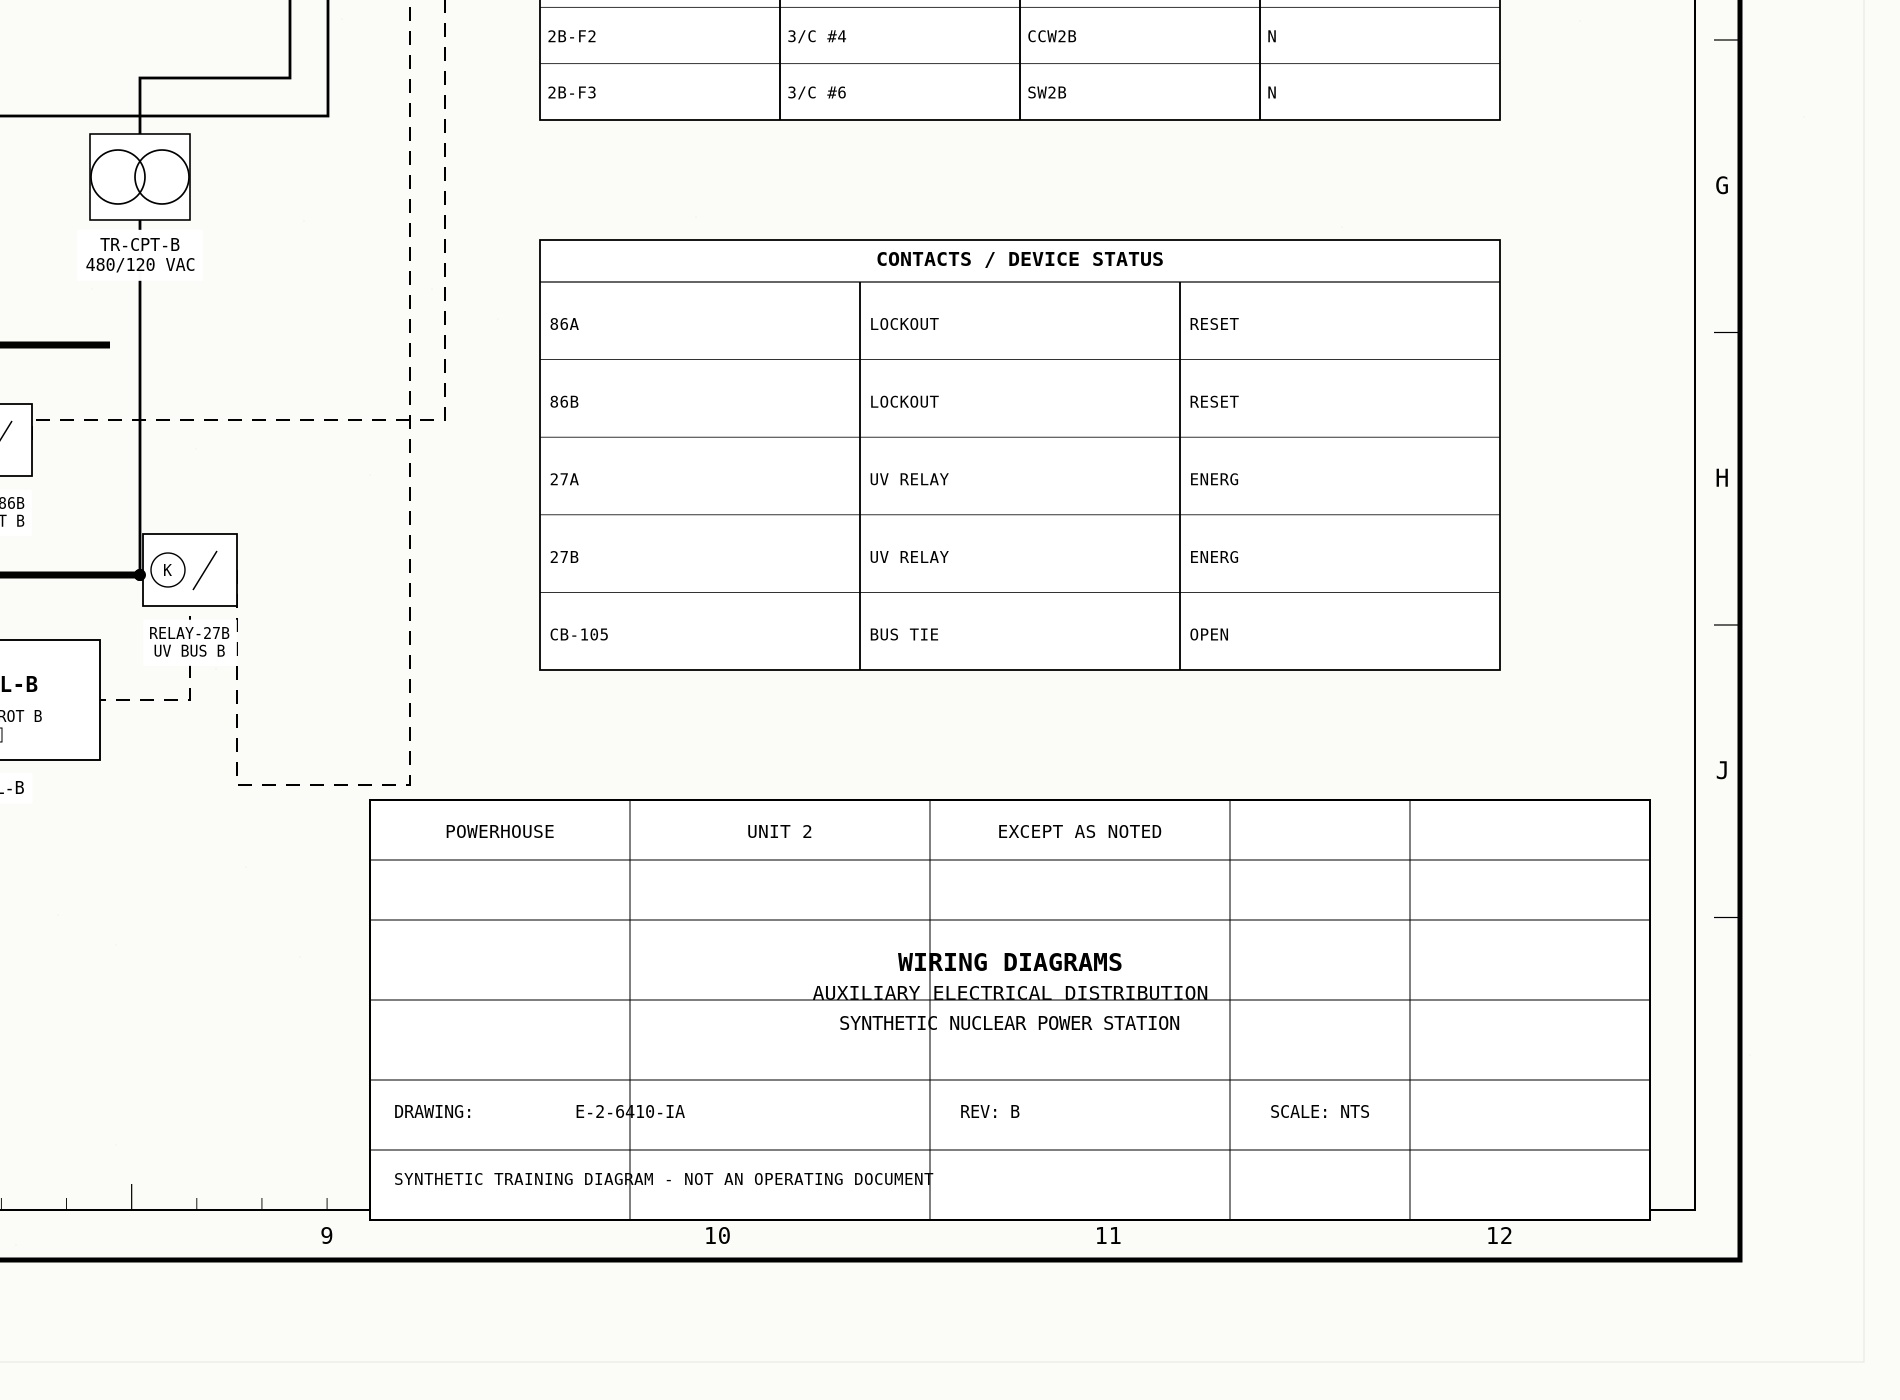 2B-F2 3/C #4 CCW2B N
2B-F3 3/C #6 SW2B N
G
TR-CPT-B
480/120 VAC
CONTACTS / DEVICE STATUS
86A LOCKOUT RESET
86B LOCKOUT RESET
27A UV RELAY ENERG
27B UV RELAY ENERG
CB-105 BUS TIE OPEN
H
86B
T B
K
RELAY-27B
UV BUS B
L-B
ROT B
]
L-B
J
POWERHOUSE UNIT 2 EXCEPT AS NOTED
WIRING DIAGRAMS
AUXILIARY ELECTRICAL DISTRIBUTION
SYNTHETIC NUCLEAR POWER STATION
DRAWING: E-2-6410-IA REV: B SCALE: NTS
SYNTHETIC TRAINING DIAGRAM - NOT AN OPERATING DOCUMENT
9 10 11 12